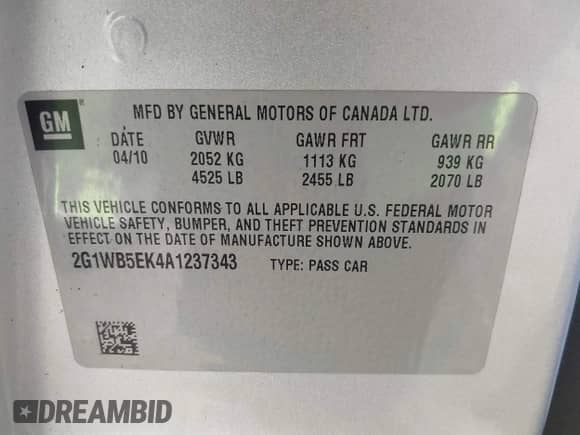 GM ®
MFD BY GENERAL MOTORS OF CANADA LTD.
DATE GVWR GAWR FRT GAWR RR
04/10 2052 KG 1113 KG 939 KG
4525 LB 2455 LB 2070 LB
THIS VEHICLE CONFORMS TO ALL APPLICABLE U.S. FEDERAL MOTOR
VEHICLE SAFETY, BUMPER, AND THEFT PREVENTION STANDARDS IN
EFFECT ON THE DATE OF MANUFACTURE SHOWN ABOVE.
2G1WB5EK4A1237343 TYPE: PASS CAR
DREAMBID